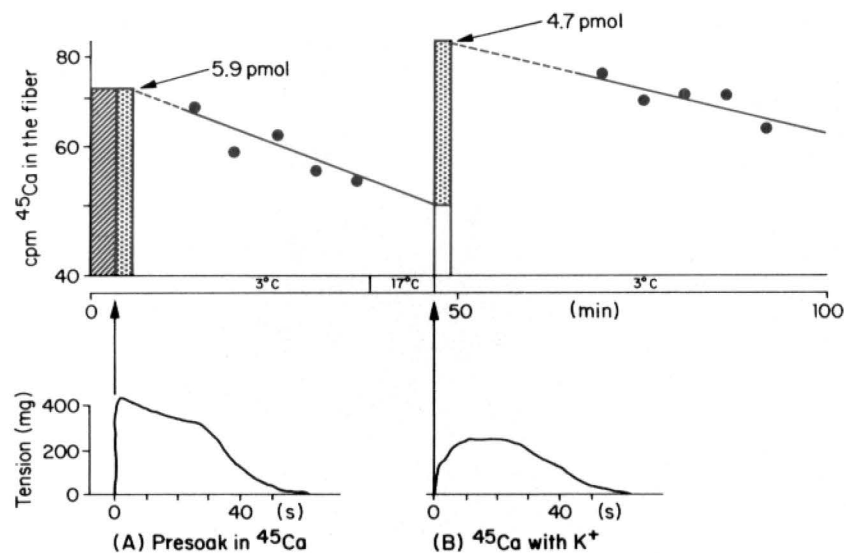 5.9 pmol
4.7 pmol
80
60
40
cpm ⁴⁵Ca in the fiber
3°C
17°C
3°C
0
50
(min)
100
Tension (mg)
400
200
0
0
40
(s)
0
40
(s)
(A) Presoak in ⁴⁵Ca
(B) ⁴⁵Ca with K⁺